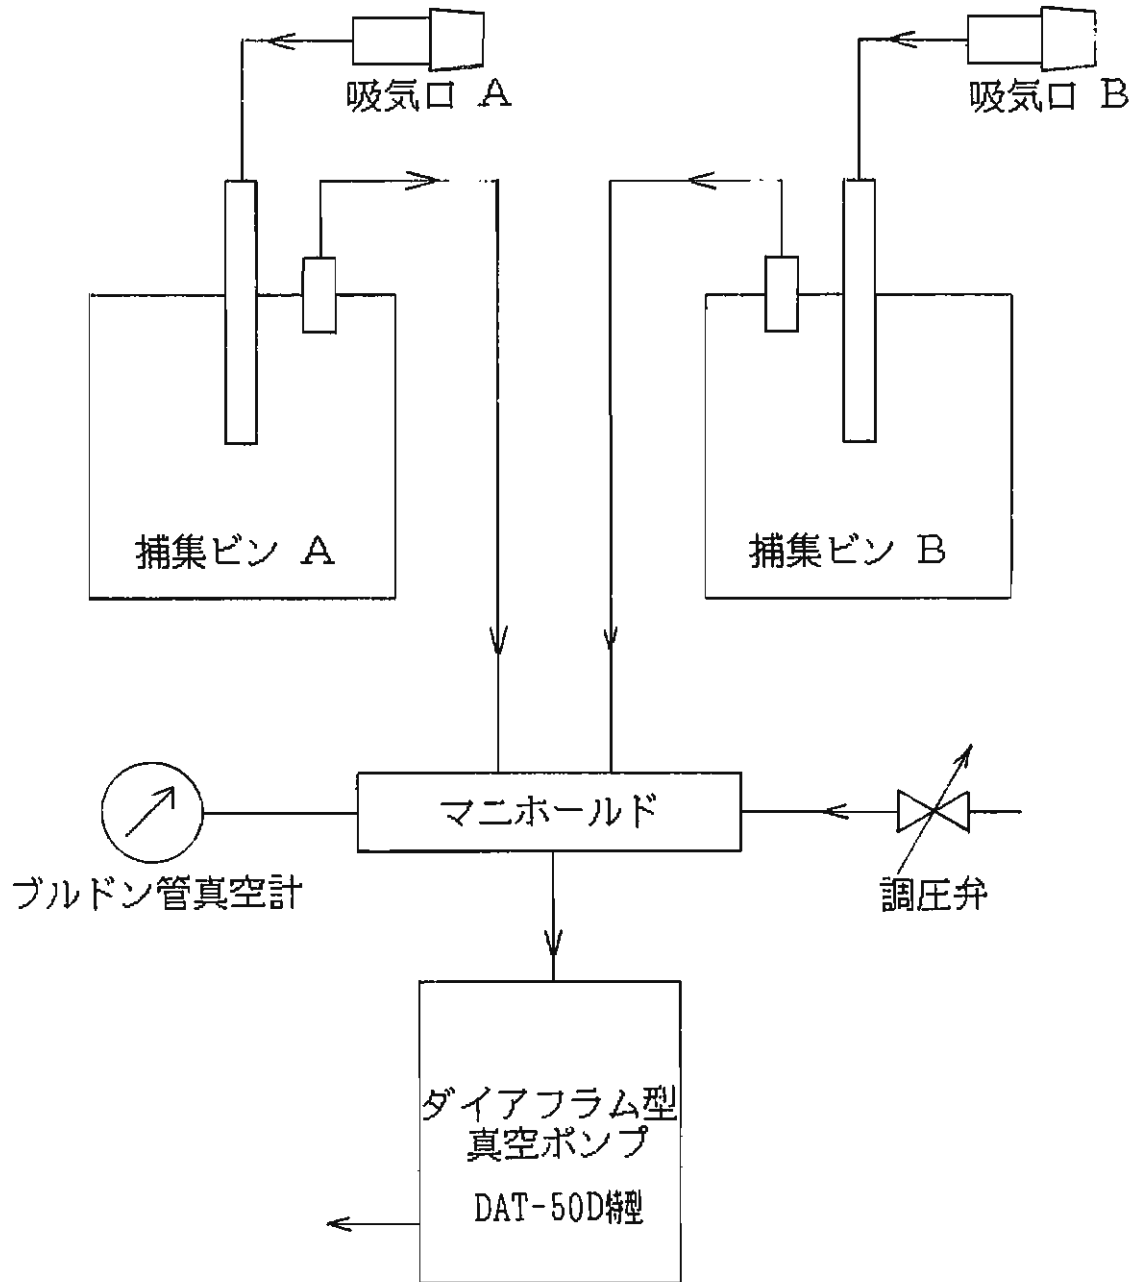 吸気口 A
吸気口 B
捕集ビン A
捕集ビン B
マニホールド
ブルドン管真空計
調圧弁
ダイアフラム型
真空ポンプ
DAT-50D特型